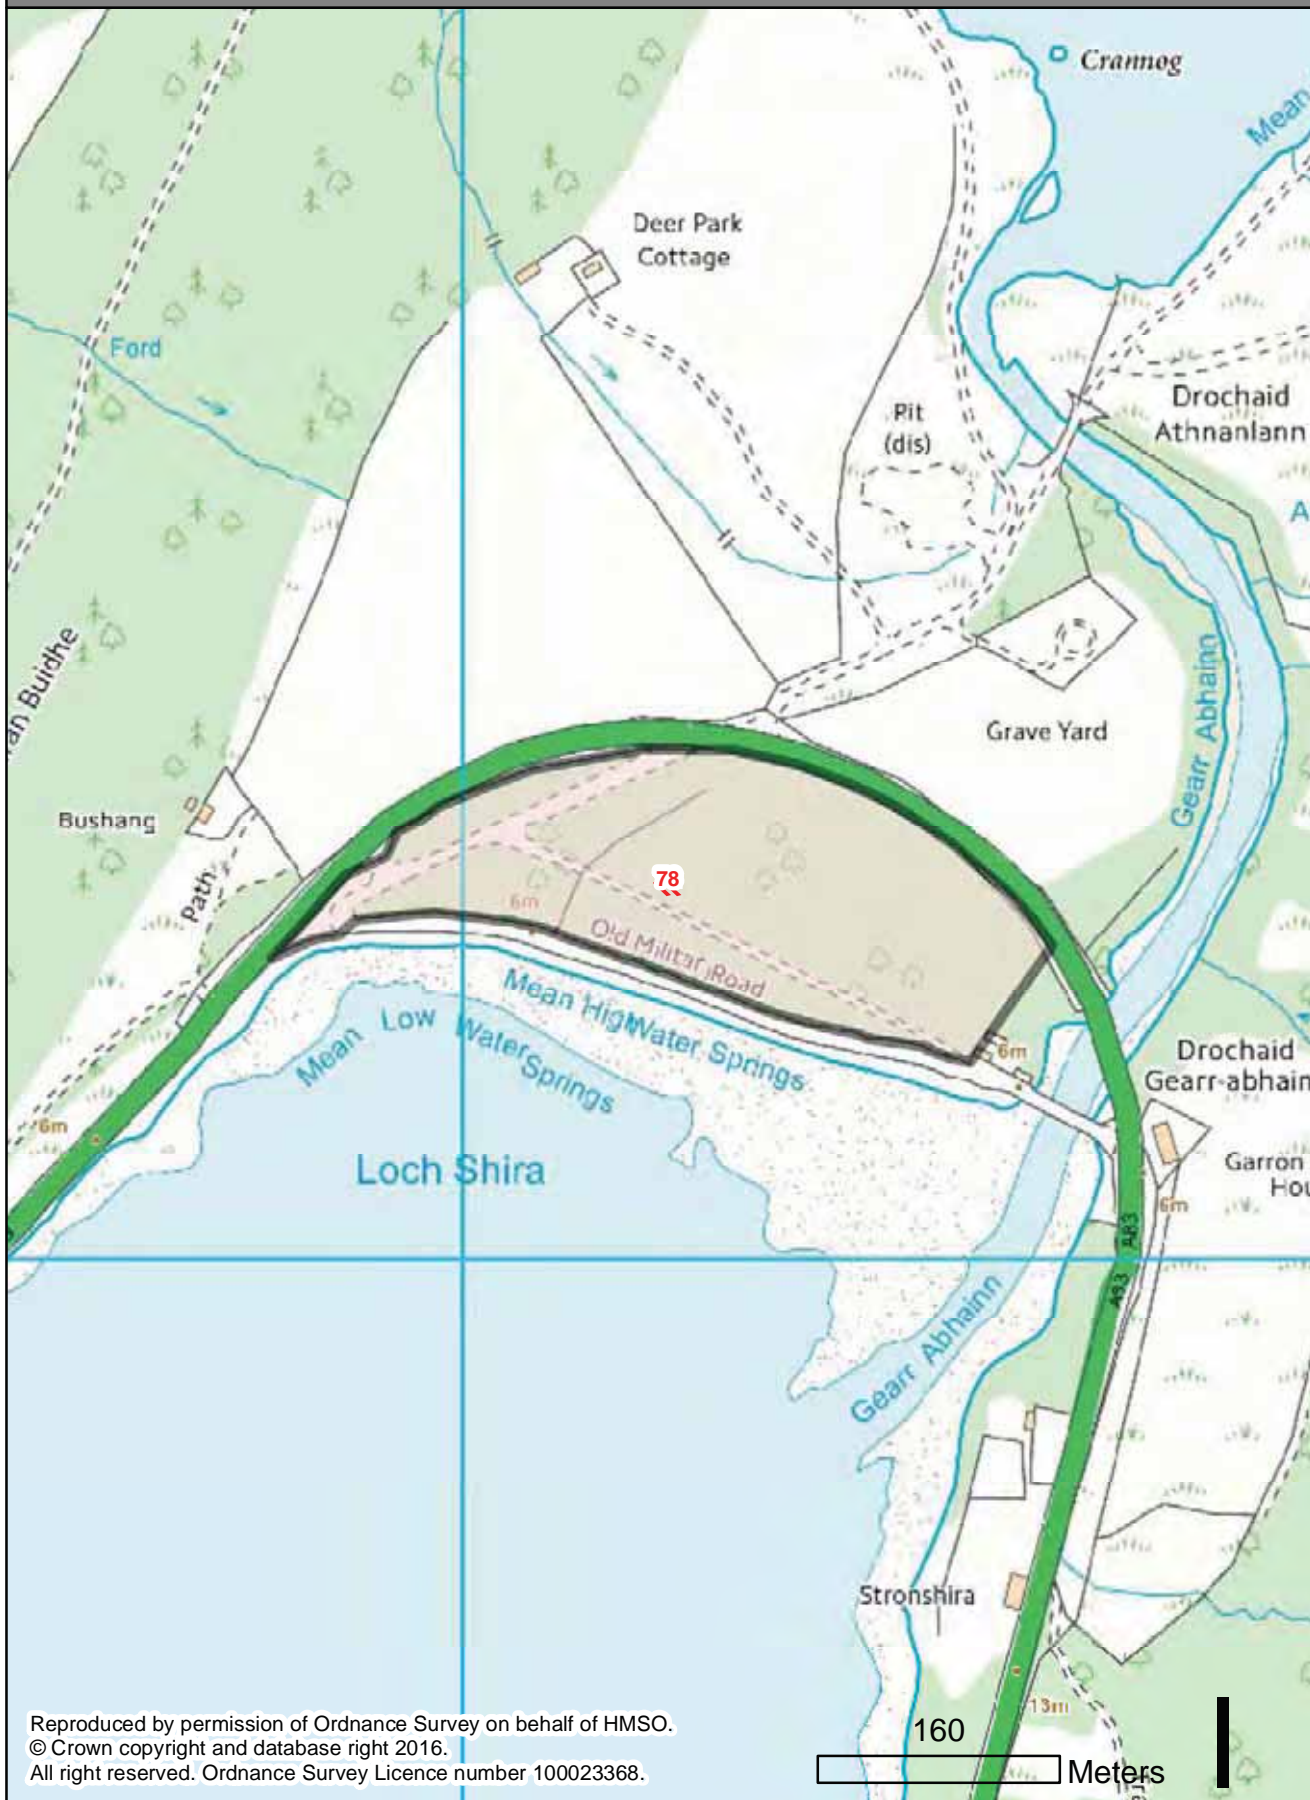 Crannog
Mean
Deer Park
Cottage
Ford
Pit
(dis)
Drochaid
Athnanlann
A
an Buidhe
Gearr Abhainn
Grave Yard
Bushang
Path
78
6m
Old Military Road
Mean High Water Springs
Mean Low Water Springs
6m
Drochaid
Gearr-abhain
6m
Loch Shira
Garron
Hou
6m
A83
A83
Gearr Abhainn
Stronshira
13m
Reproduced by permission of Ordnance Survey on behalf of HMSO.
© Crown copyright and database right 2016.
All right reserved. Ordnance Survey Licence number 100023368.
160
Meters